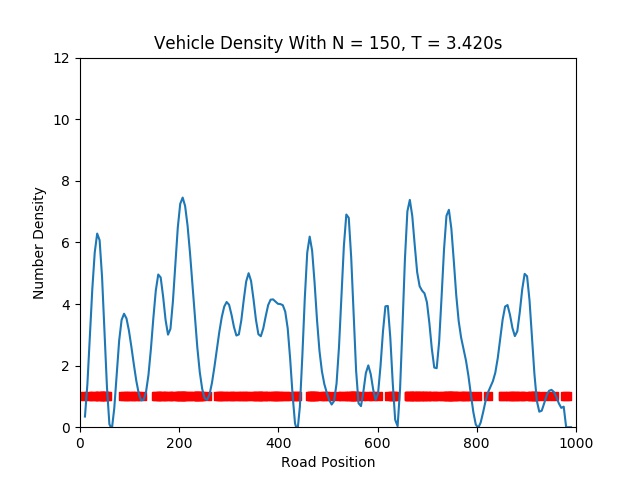 Vehicle Density With N = 150, T = 3.420s
12
10
8
6
4
2
0
Number Density
0 200 400 600 800 1000
Road Position